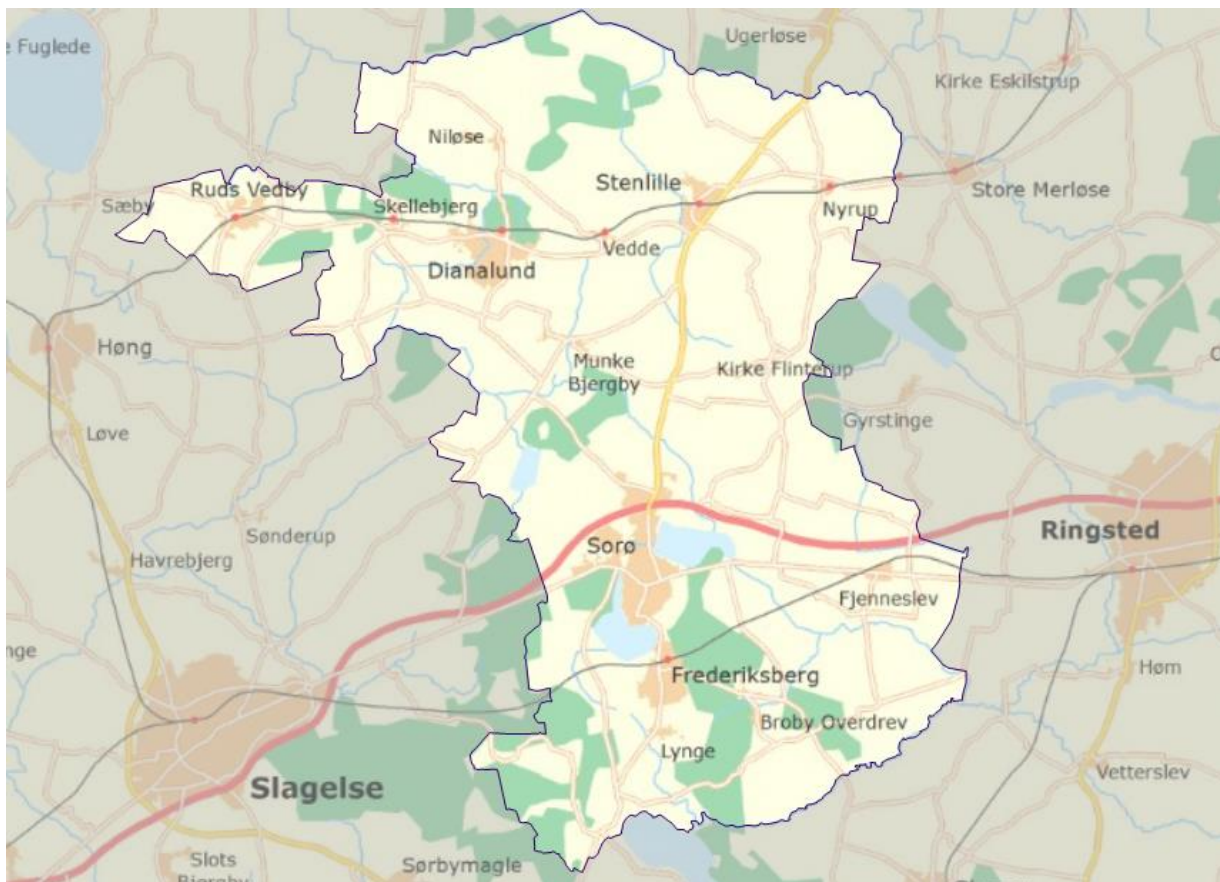 e Fuglede
Ugerløse
Kirke Eskilstrup
Niløse
Ruds Vedby
Stenlille
Store Merløse
Sæby
Skellebjerg
Nyrup
Vedde
Dianalund
Høng
Munke
Bjergby
Kirke Flinterup
Gyrstinge
Løve
Sønderup
Ringsted
Sorø
Havrebjerg
Fjenneslev
nge
Høm
Frederiksberg
Broby Overdrev
Lynge
Slagelse
Vetterslev
Slots
Bjergby
Sørbymagle